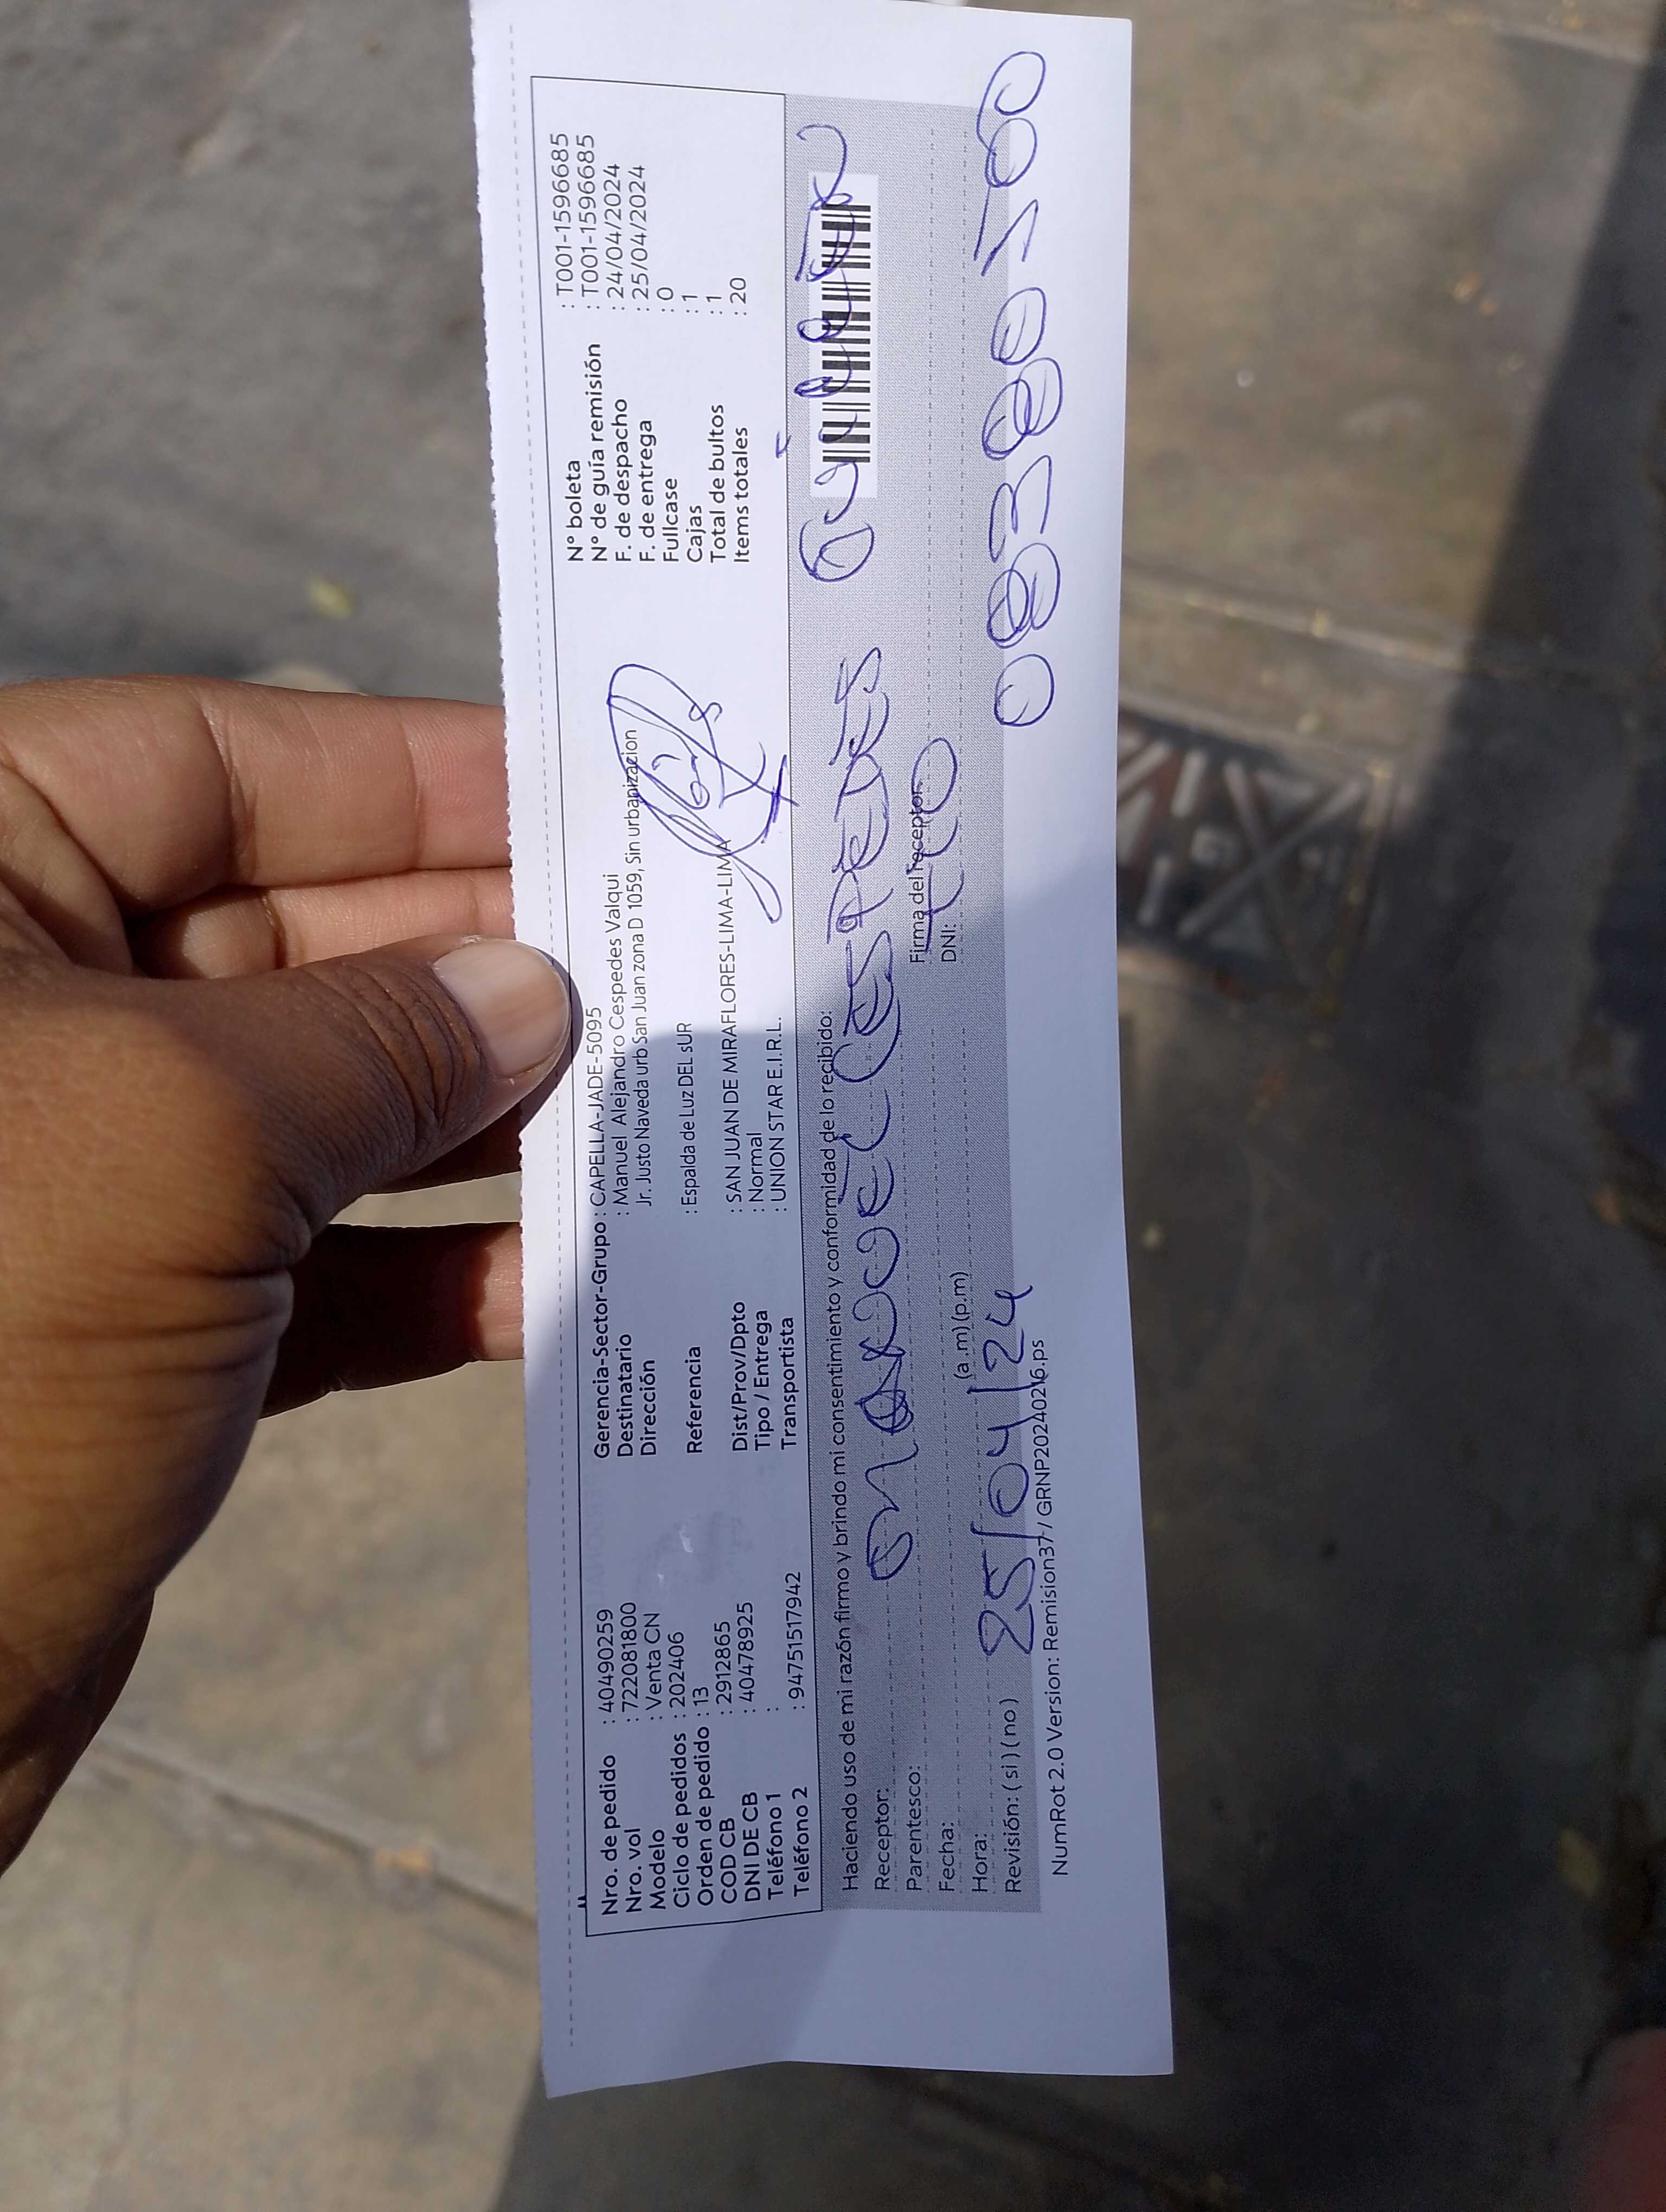 Nro. de pedido : 40490259
Nro. vol : 722081800
Modelo : Venta CN
Ciclo de pedidos : 202406
Orden de pedido : 13
COD CB : 2912865
DNI DE CB : 40478925
Teléfono 1 :
Teléfono 2 : 947515179​42
Gerencia-Sector-Grupo : CAPELLA-JADE-5095
Destinatario : Manuel Alejandro Cespedes Valqui
Dirección Jr. Justo Naveda urb San Juan zona D 1059, Sin urbanizacion
Referencia : Espalda de Luz DEL sUR
Dist/Prov/Dpto : SAN JUAN DE MIRAFLORES-LIMA-LIMA
Tipo / Entrega : Normal
Transportista : UNION STAR E.I.R.L.
N° boleta : T001-1596685
N° de guía remisión : T001-1596685
F. de despacho : 24/04/2024
F. de entrega : 25/04/2024
Fullcase : 0
Cajas : 1
Total de bultos : 1
Items totales : 20
Haciendo uso de mi razón firmo y brindo mi consentimiento y conformidad de lo recibido:
Receptor: CESPEDES
Parentesco:
Firma del receptor
Fecha:
DNI:
Hora: (a .m) (p.m)
25/04/24
Revisión: ( si ) ( no )
NumRot 2.0 Version: Remision37 / GRNP20240216.ps